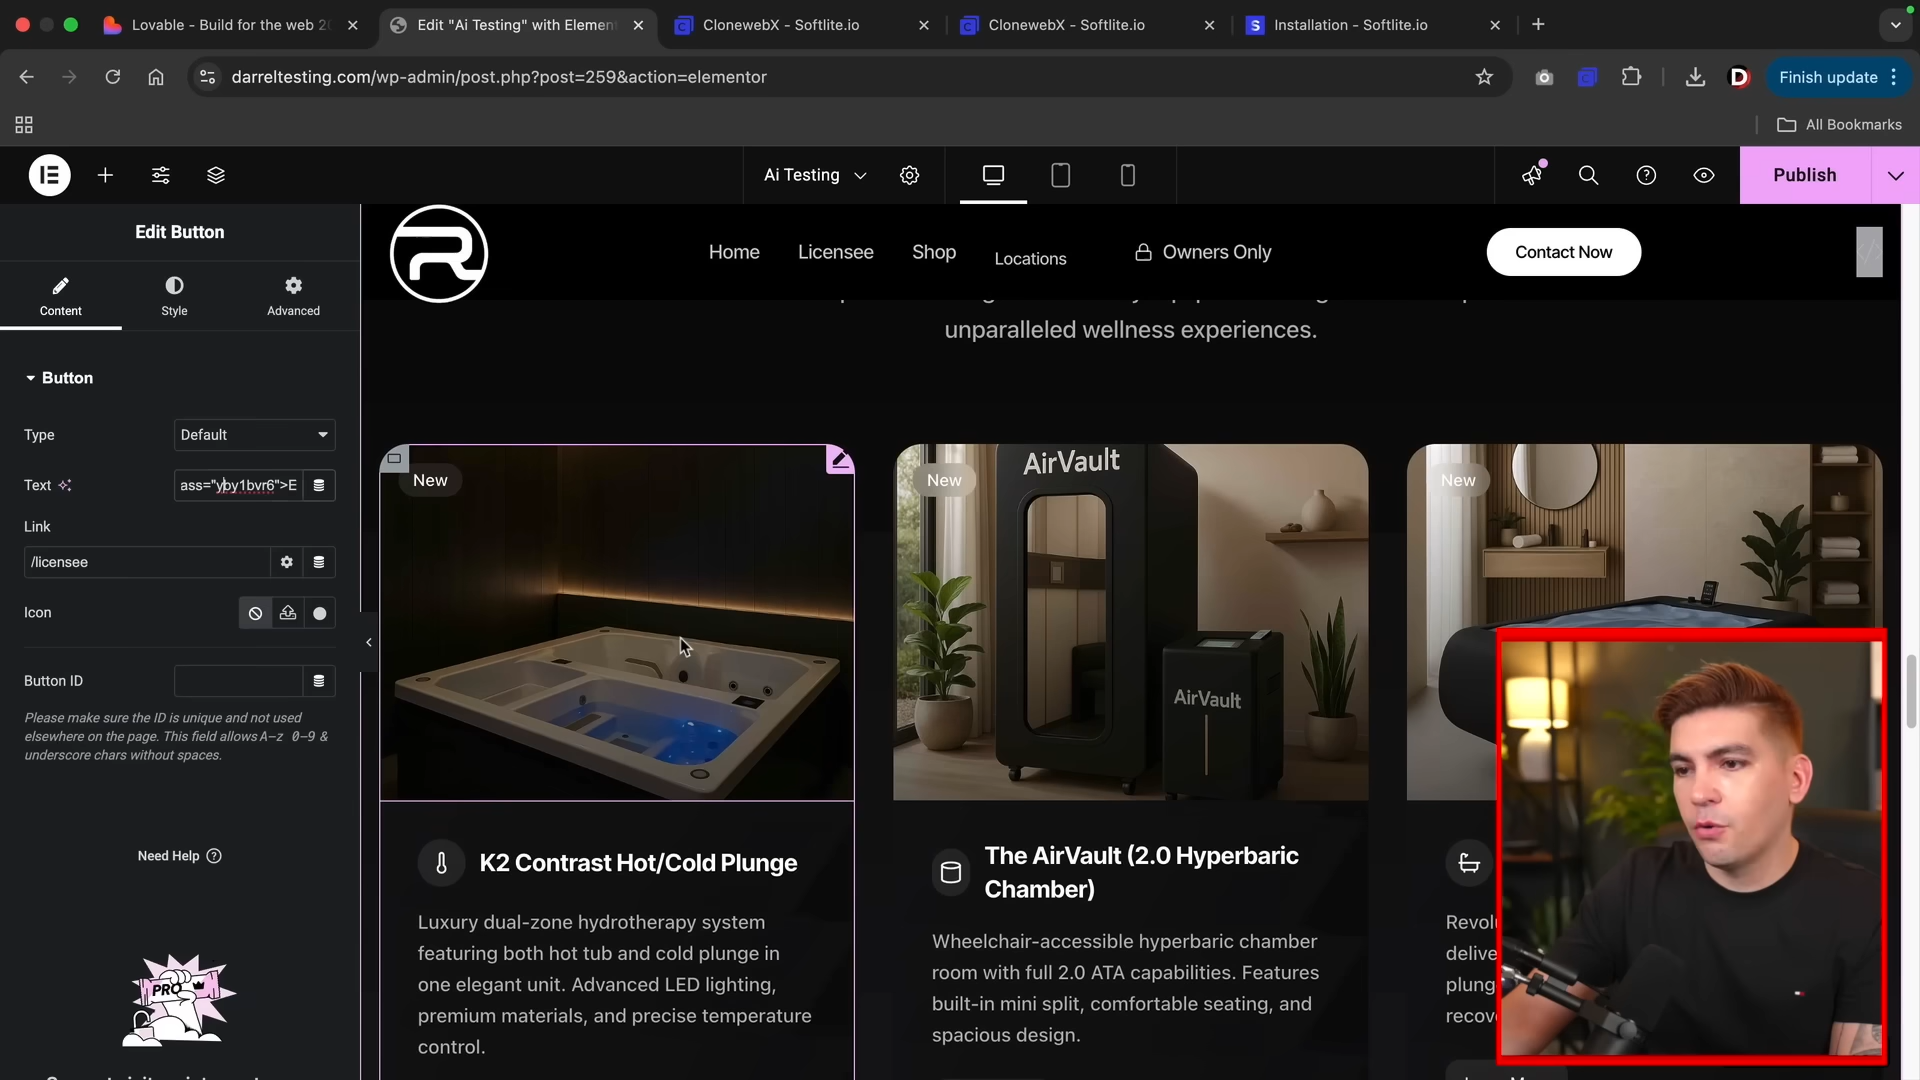 Lovable - Build for the web 20
Edit "Ai Testing" with Elemen
ClonewebX - Softlite.io
ClonewebX - Softlite.io
Installation - Softlite.io
darreltesting.com/wp-admin/post.php?post=259&action=elementor
Finish update
All Bookmarks
Ai Testing
Publish
Edit Button
Content
Style
Advanced
Button
Type
Default
Text
ass="yby1bvr6">E
Link
/licensee
Icon
Button ID
Please make sure the ID is unique and not used
elsewhere on the page. This field allows A–z 0–9 &
underscore chars without spaces.
Need Help
PRO
Home
Licensee
Shop
Locations
Owners Only
Contact Now
unparalleled wellness experiences.
New
New
New
AirVault
AirVault
K2 Contrast Hot/Cold Plunge
Luxury dual-zone hydrotherapy system
featuring both hot tub and cold plunge in
one elegant unit. Advanced LED lighting,
premium materials, and precise temperature
control.
The AirVault (2.0 Hyperbaric
Chamber)
Wheelchair-accessible hyperbaric chamber
room with full 2.0 ATA capabilities. Features
built-in mini split, comfortable seating, and
spacious design.
Revol
delive
plung
recov